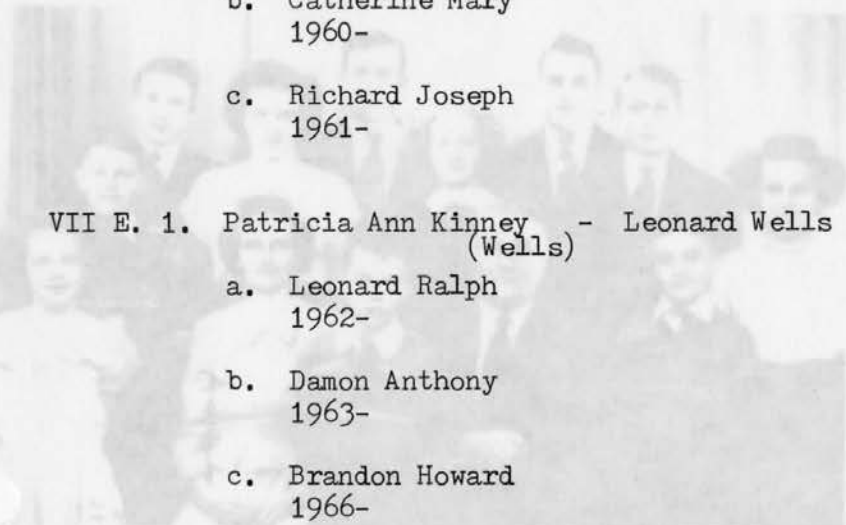 b. Catherine Mary
1960-
c. Richard Joseph
1961-
VII E. 1. Patricia Ann Kinney - Leonard Wells
(Wells)
a. Leonard Ralph
1962-
b. Damon Anthony
1963-
c. Brandon Howard
1966-